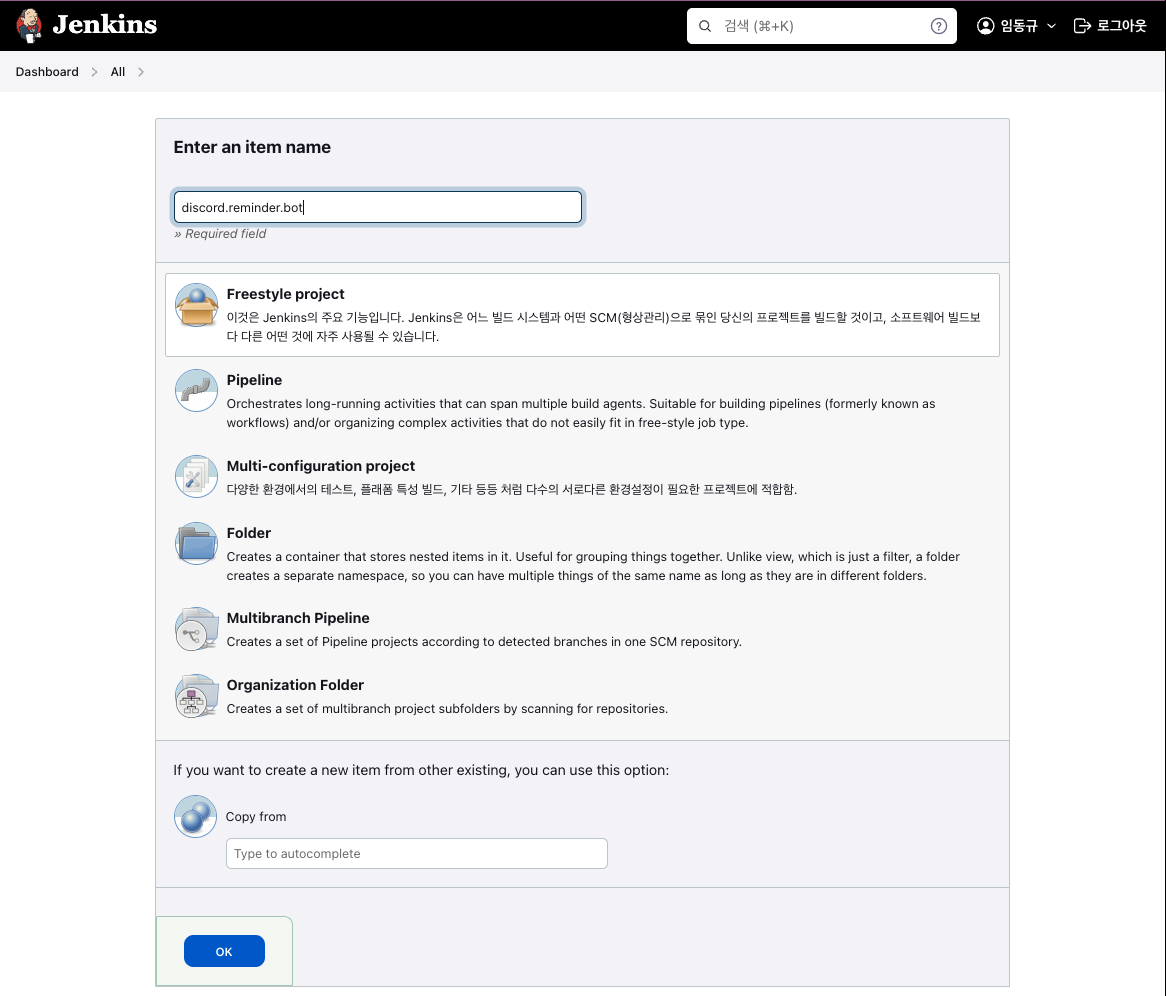 Jenkins
검색 (⌘+K)
임동규
로그아웃
Dashboard
All
Enter an item name
discord.reminder.bot
» Required field
Freestyle project
이것은 Jenkins의 주요 기능입니다. Jenkins은 어느 빌드 시스템과 어떤 SCM(형상관리)으로 묶인 당신의 프로젝트를 빌드할 것이고, 소프트웨어 빌드보
다 다른 어떤 것에 자주 사용될 수 있습니다.
Pipeline
Orchestrates long-running activities that can span multiple build agents. Suitable for building pipelines (formerly known as
workflows) and/or organizing complex activities that do not easily fit in free-style job type.
Multi-configuration project
다양한 환경에서의 테스트, 플래폼 특성 빌드, 기타 등등 처럼 다수의 서로다른 환경설정이 필요한 프로젝트에 적합함.
Folder
Creates a container that stores nested items in it. Useful for grouping things together. Unlike view, which is just a filter, a folder
creates a separate namespace, so you can have multiple things of the same name as long as they are in different folders.
Multibranch Pipeline
Creates a set of Pipeline projects according to detected branches in one SCM repository.
Organization Folder
Creates a set of multibranch project subfolders by scanning for repositories.
If you want to create a new item from other existing, you can use this option:
Copy from
Type to autocomplete
OK